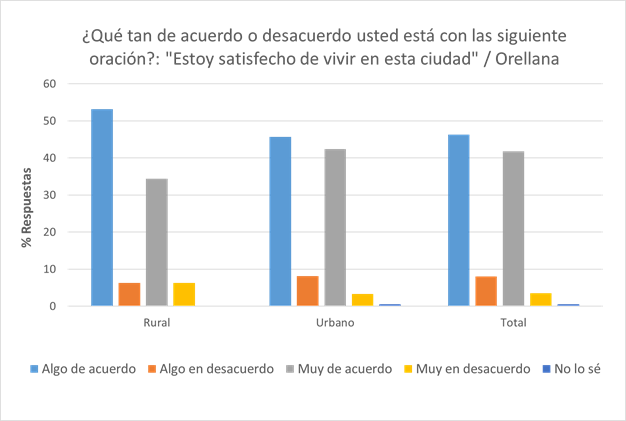 ¿Qué tan de acuerdo o desacuerdo usted está con las siguiente
oración?: "Estoy satisfecho de vivir en esta ciudad" / Orellana
60
50
40
30
20
10
0
% Respuestas
Rural Urbano Total
Algo de acuerdo Algo en desacuerdo Muy de acuerdo Muy en desacuerdo No lo sé